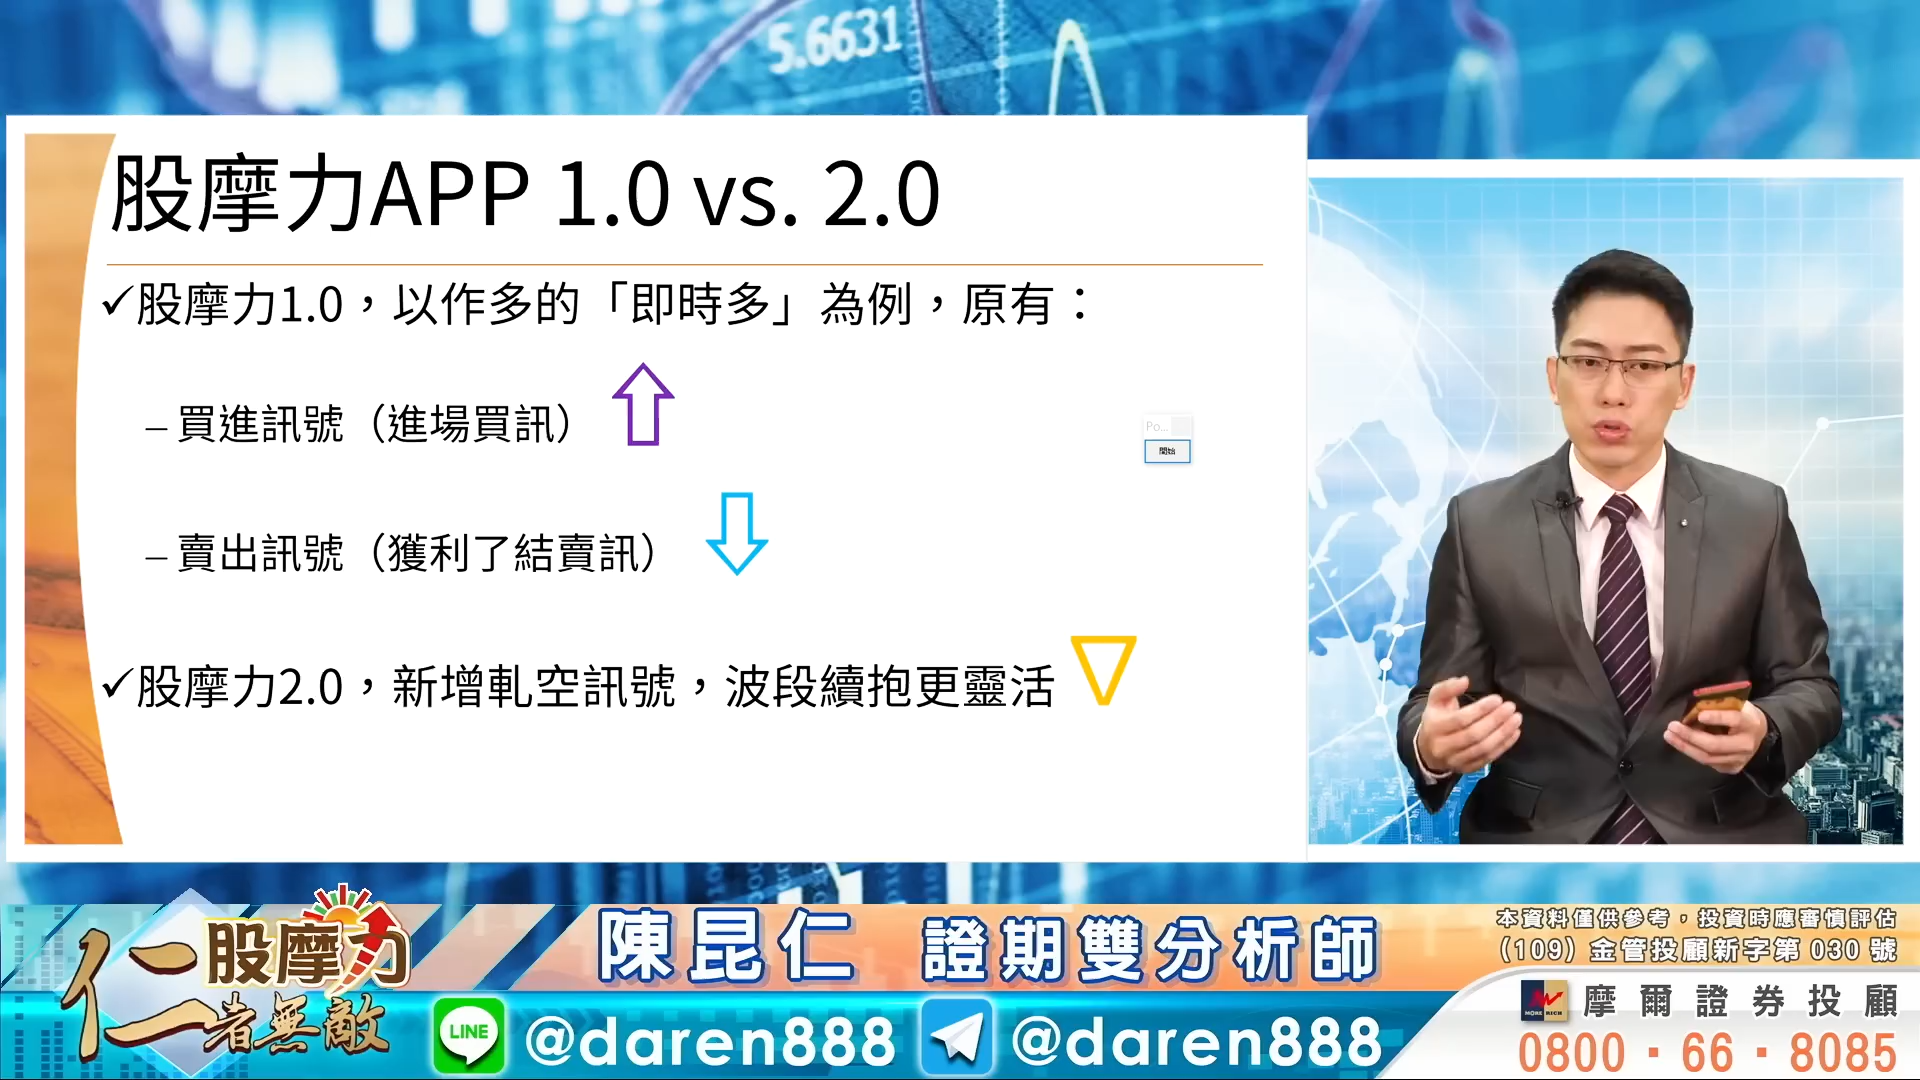 5.6631
股摩力APP 1.0 vs. 2.0
✓股摩力1.0，以作多的「即時多」為例，原有：
– 買進訊號（進場買訊）
Po...
開始
– 賣出訊號（獲利了結賣訊）
✓股摩力2.0，新增軋空訊號，波段續抱更靈活
股摩力
仁者無敵
陳昆仁 證期雙分析師
LINE @daren888 @daren888
本資料僅供參考，投資時應審慎評估
（109）金管投顧新字第 030 號
MORE RICH
摩爾證券投顧
0800·66·8085